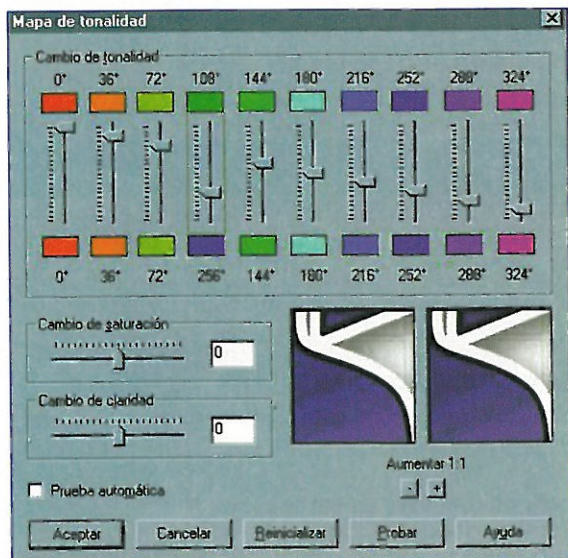 Mapa de tonalidad
Cambio de tonalidad
0° 36° 72° 108° 144° 180° 216° 252° 288° 324°
0° 36° 72° 256° 144° 180° 216° 252° 288° 324°
Cambio de saturación
0
Cambio de claridad
0
Aumentar 1:1
- +
Prueba automática
Aceptar Cancelar Reinicializar Probar Ayuda